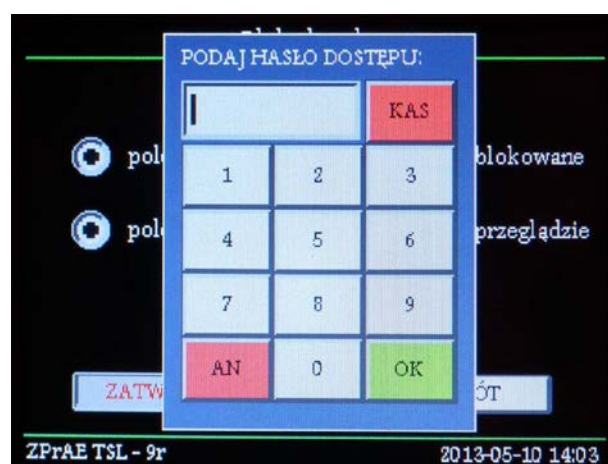 PODAJ HASŁO DOSTĘPU:
KAS
1 2 3
blokowane
4 5 6
przeglądzie
7 8 9
AN 0 OK
ZPrAE TSL - 9r 2013-05-10 14:03